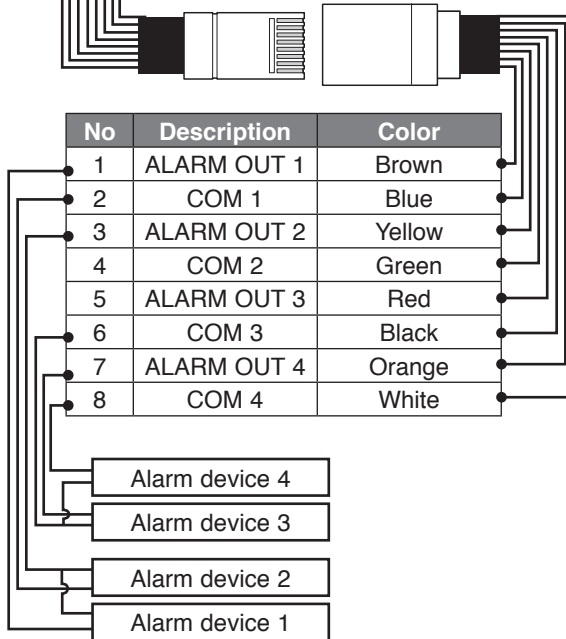 No Description Color
1 ALARM OUT 1 Brown
2 COM 1 Blue
3 ALARM OUT 2 Yellow
4 COM 2 Green
5 ALARM OUT 3 Red
6 COM 3 Black
7 ALARM OUT 4 Orange
8 COM 4 White
Alarm device 4
Alarm device 3
Alarm device 2
Alarm device 1